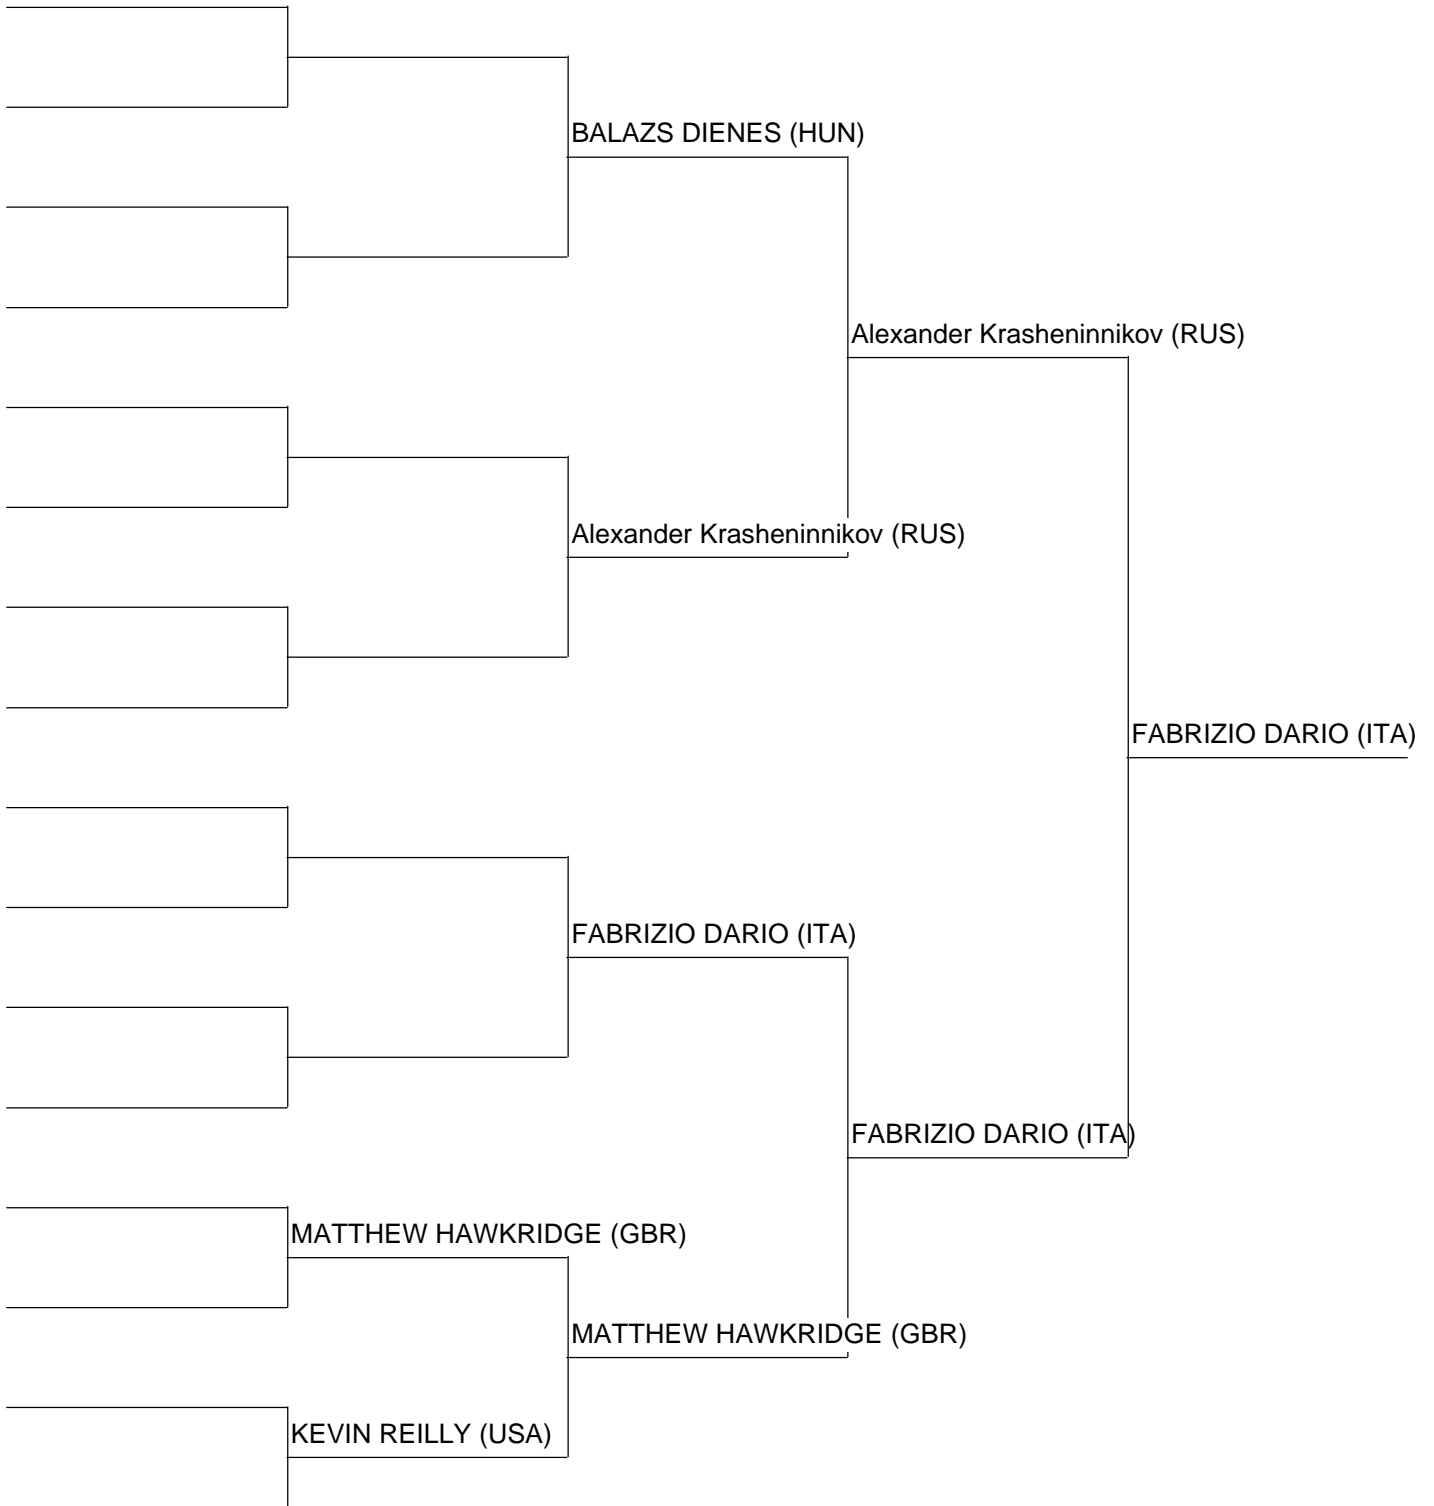 BALAZS DIENES (HUN)
Alexander Krasheninnikov (RUS)
Alexander Krasheninnikov (RUS)
FABRIZIO DARIO (ITA)
FABRIZIO DARIO (ITA)
FABRIZIO DARIO (ITA)
MATTHEW HAWKRIDGE (GBR)
MATTHEW HAWKRIDGE (GBR)
KEVIN REILLY (USA)